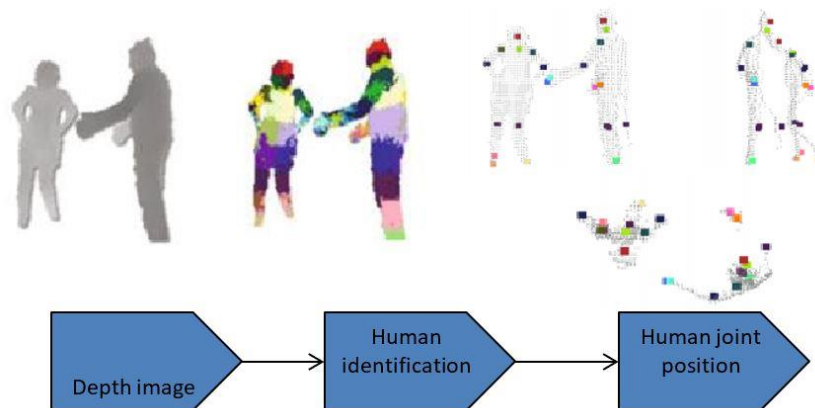 Depth image
Human
identification
Human joint
position